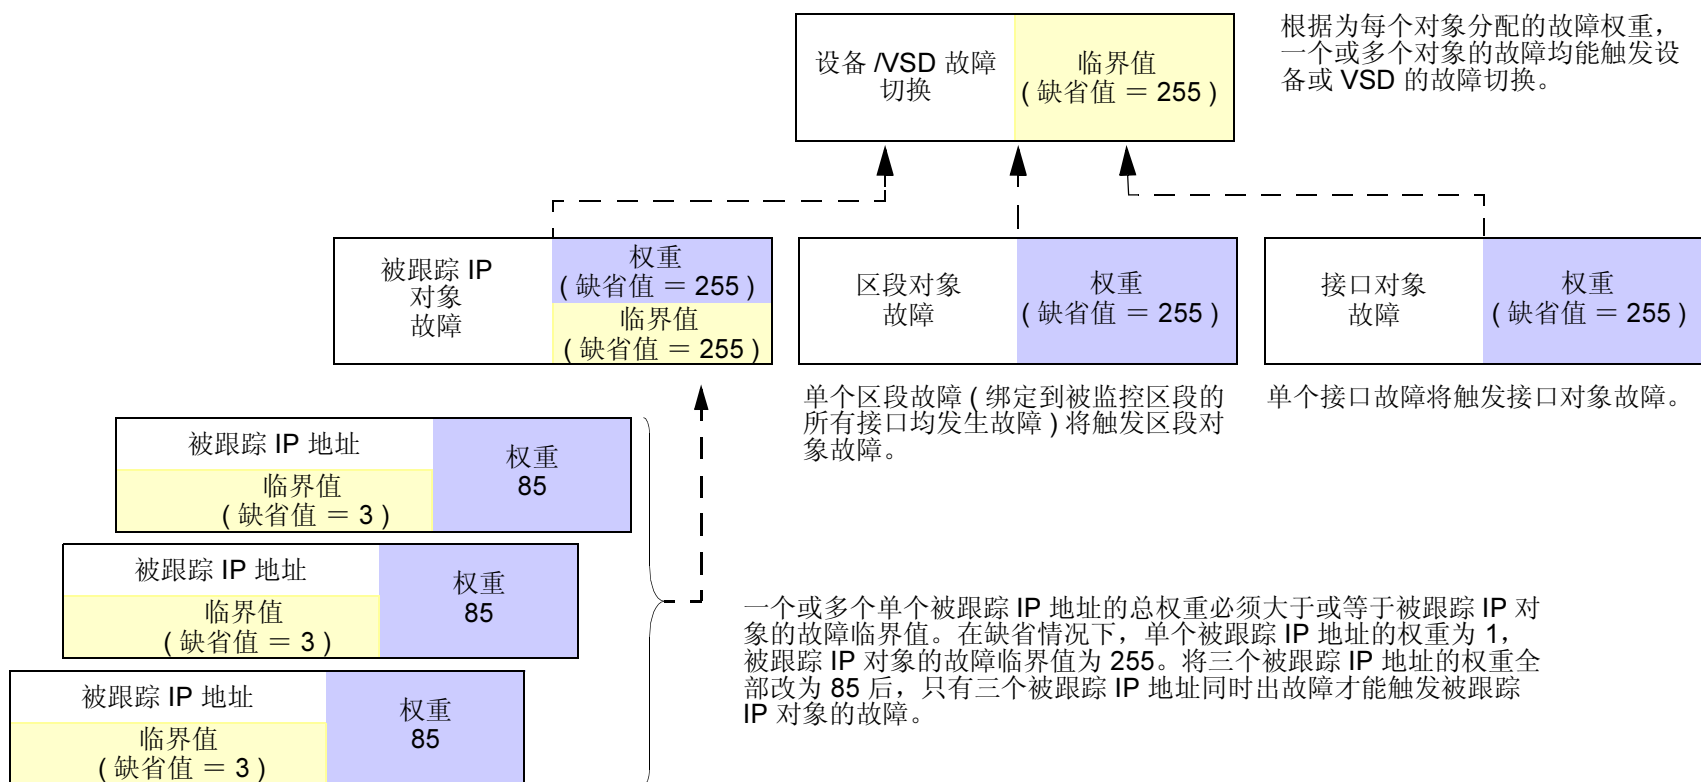 设备 /VSD 故障
切换
临界值
( 缺省值 ＝ 255 )
根据为每个对象分配的故障权重，
一个或多个对象的故障均能触发设
备或 VSD 的故障切换。
被跟踪 IP
对象
故障
权重
( 缺省值 ＝ 255 )
临界值
( 缺省值 ＝ 255 )
区段对象
故障
权重
( 缺省值 ＝ 255 )
接口对象
故障
权重
( 缺省值 ＝ 255 )
单个区段故障 ( 绑定到被监控区段的
所有接口均发生故障 ) 将触发区段对
象故障。
单个接口故障将触发接口对象故障。
被跟踪 IP 地址
临界值
( 缺省值 ＝ 3 )
权重
85
被跟踪 IP 地址
临界值
( 缺省值 ＝ 3 )
权重
85
被跟踪 IP 地址
临界值
( 缺省值 ＝ 3 )
权重
85
一个或多个单个被跟踪 IP 地址的总权重必须大于或等于被跟踪 IP 对
象的故障临界值。在缺省情况下，单个被跟踪 IP 地址的权重为 1，
被跟踪 IP 对象的故障临界值为 255。将三个被跟踪 IP 地址的权重全
部改为 85 后，只有三个被跟踪 IP 地址同时出故障才能触发被跟踪
IP 对象的故障。